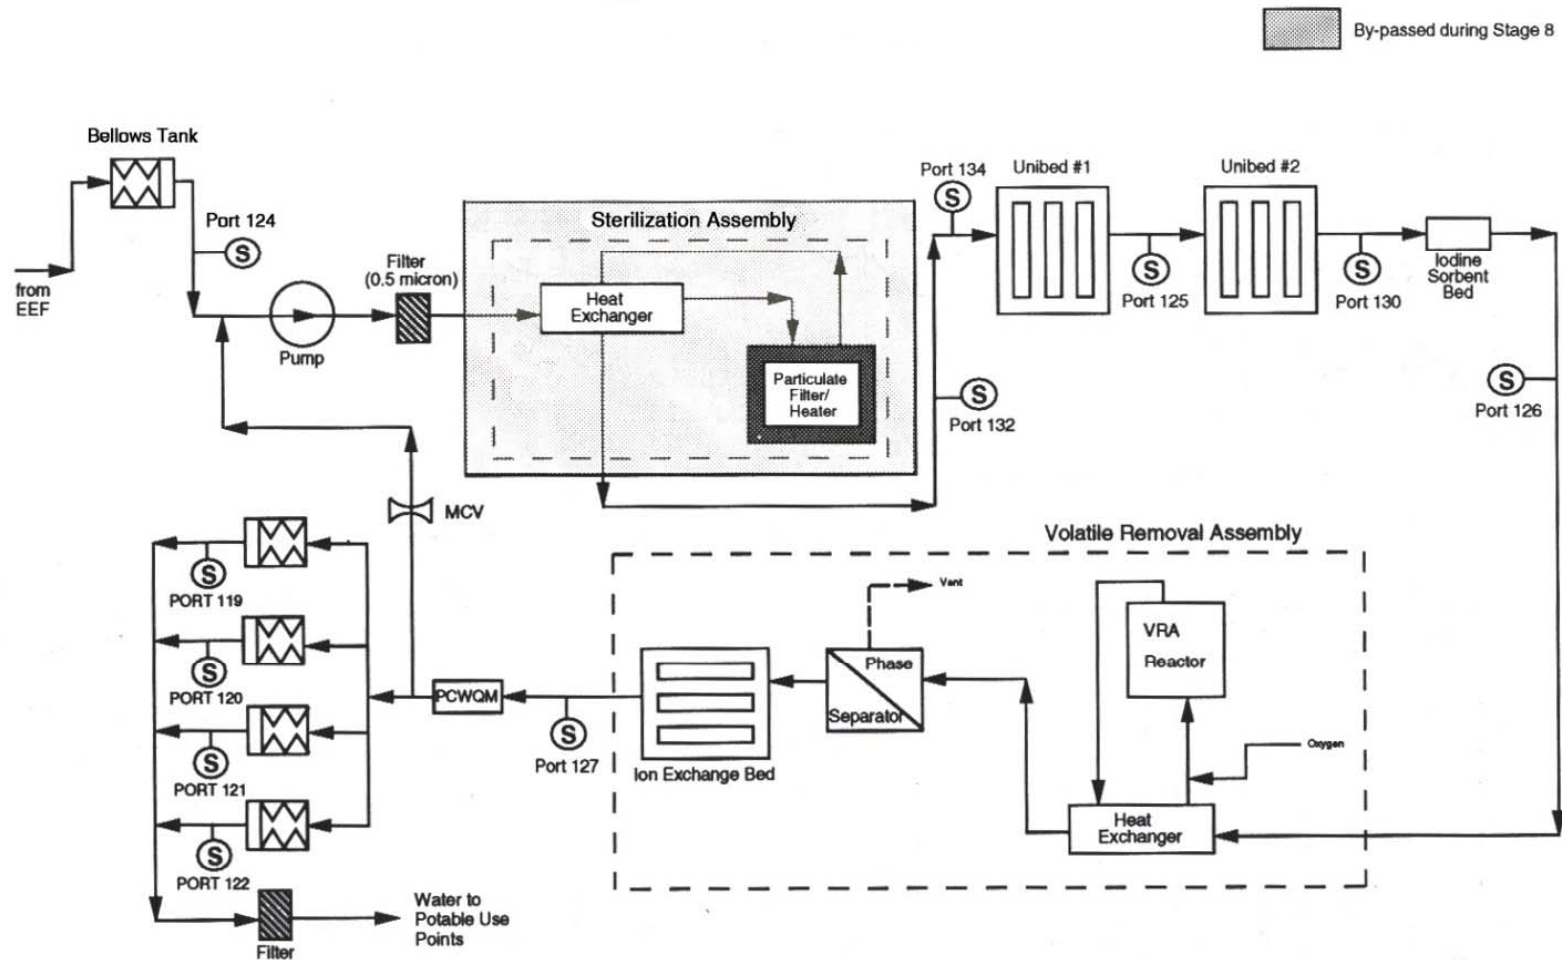 By-passed during Stage 8
Bellows Tank
Port 124
from
EEF
Pump
Filter
(0.5 micron)
Sterilization Assembly
Heat
Exchanger
Particulate
Filter/
Heater
Port 134
S
Unibed #1
Unibed #2
S
S
Port 125
S
Port 130
Iodine
Sorbent
Bed
S
Port 132
S
Port 126
MCV
Volatile Removal Assembly
Vent
VRA
Reactor
Oxygen
Heat
Exchanger
Phase
Separator
Ion Exchange Bed
S
Port 127
PCWQM
S
PORT 119
S
PORT 120
S
PORT 121
S
PORT 122
Filter
Water to
Potable Use
Points